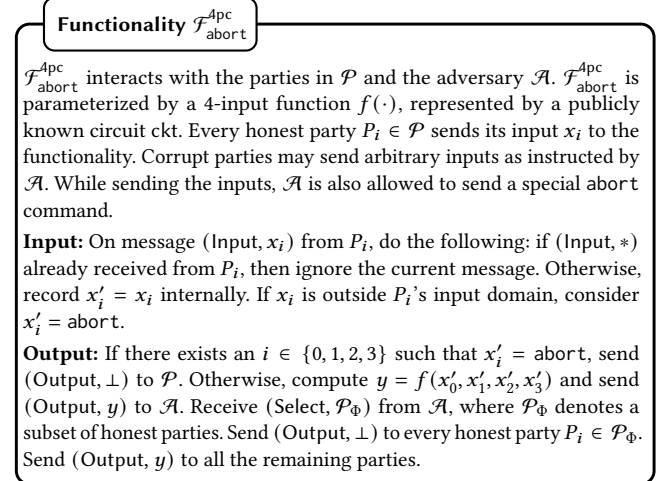 Functionality ℱ_abort^4pc
ℱ_abort^4pc interacts with the parties in 𝒫 and the adversary 𝒜. ℱ_abort^4pc is
parameterized by a 4-input function f(·), represented by a publicly
known circuit ckt. Every honest party P_i ∈ 𝒫 sends its input x_i to the
functionality. Corrupt parties may send arbitrary inputs as instructed by
𝒜. While sending the inputs, 𝒜 is also allowed to send a special abort
command.
Input: On message (Input, x_i) from P_i, do the following: if (Input, ∗)
already received from P_i, then ignore the current message. Otherwise,
record x′_i = x_i internally. If x_i is outside P_i's input domain, consider
x′_i = abort.
Output: If there exists an i ∈ {0, 1, 2, 3} such that x′_i = abort, send
(Output, ⊥) to 𝒫. Otherwise, compute y = f(x′_0, x′_1, x′_2, x′_3) and send
(Output, y) to 𝒜. Receive (Select, 𝒫_Φ) from 𝒜, where 𝒫_Φ denotes a
subset of honest parties. Send (Output, ⊥) to every honest party P_i ∈ 𝒫_Φ.
Send (Output, y) to all the remaining parties.